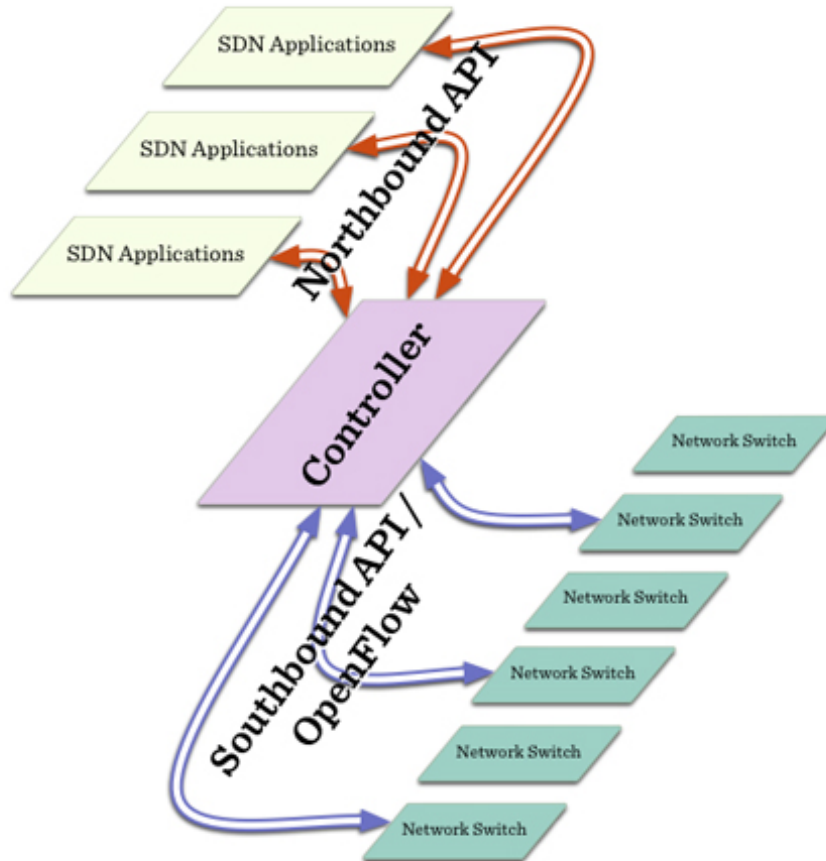 SDN Applications
SDN Applications
SDN Applications
Northbound API
Controller
Southbound API /
OpenFlow
Network Switch
Network Switch
Network Switch
Network Switch
Network Switch
Network Switch